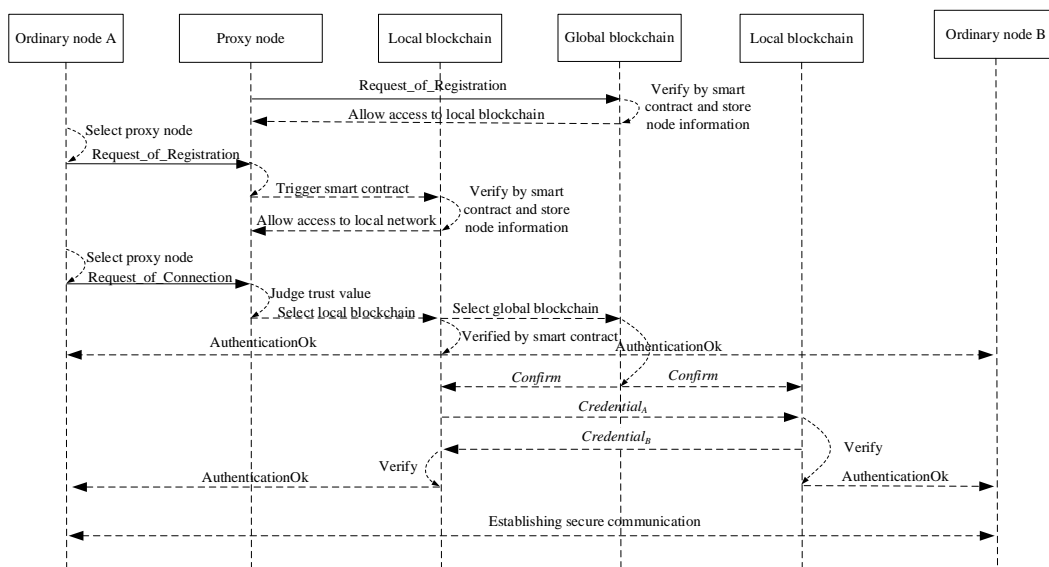 Ordinary node A
Proxy node
Local blockchain
Global blockchain
Local blockchain
Ordinary node B
Request_of_Registration
Verify by smart
contract and store
node information
Allow access to local blockchain
Select proxy node
Request_of_Registration
Trigger smart contract
Verify by smart
contract and store
node information
Allow access to local network
Select proxy node
Request_of_Connection
Judge trust value
Select local blockchain
Select global blockchain
Verified by smart contract
AuthenticationOk
AuthenticationOk
Confirm
Confirm
CredentialA
CredentialB
Verify
Verify
AuthenticationOk
AuthenticationOk
Establishing secure communication